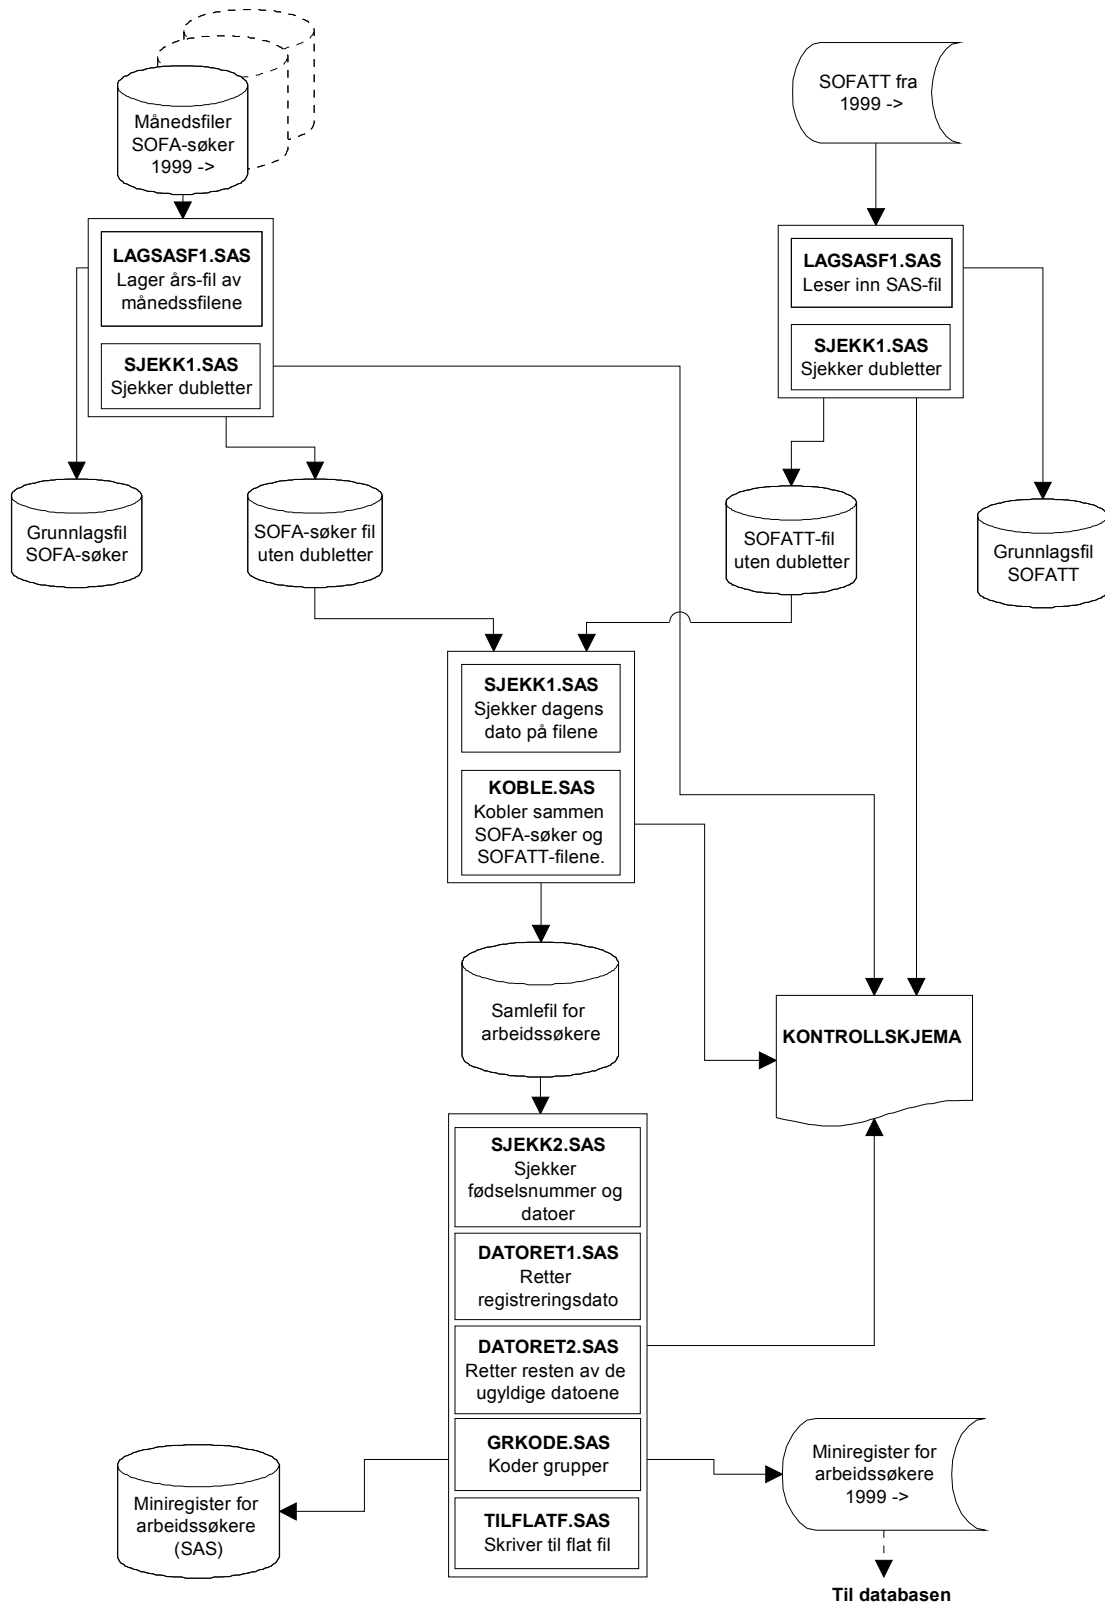 Månedsfiler
SOFA-søker
1999 ->
SOFATT fra
1999 ->
LAGSASF1.SAS
Lager års-fil av
månedssfilene
SJEKK1.SAS
Sjekker dubletter
LAGSASF1.SAS
Leser inn SAS-fil
SJEKK1.SAS
Sjekker dubletter
Grunnlagsfil
SOFA-søker
SOFA-søker fil
uten dubletter
SOFATT-fil
uten dubletter
Grunnlagsfil
SOFATT
SJEKK1.SAS
Sjekker dagens
dato på filene
KOBLE.SAS
Kobler sammen
SOFA-søker og
SOFATT-filene.
Samlefil for
arbeidssøkere
KONTROLLSKJEMA
SJEKK2.SAS
Sjekker
fødselsnummer og
datoer
DATORET1.SAS
Retter
registreringsdato
DATORET2.SAS
Retter resten av de
ugyldige datoene
GRKODE.SAS
Koder grupper
TILFLATF.SAS
Skriver til flat fil
Miniregister for
arbeidssøkere
(SAS)
Miniregister for
arbeidssøkere
1999 ->
Til databasen